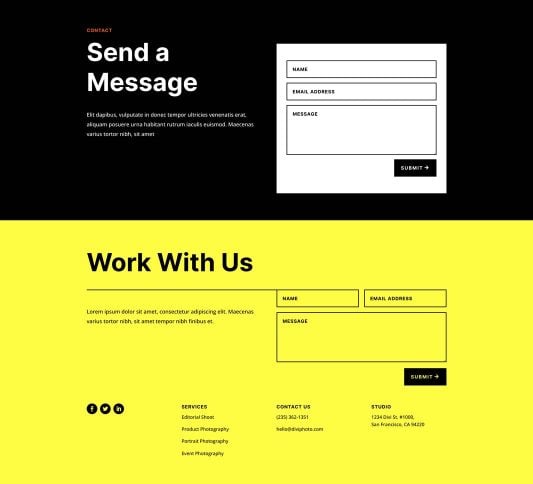 CONTACT
Send a
Message
Elit dapibus, vulputate in donec tempor ultricies venenatis erat,
aliquam posuere urna habitant rutrum iaculis euismod. Maecenas
varius tortor nibh, sit amet
NAME
EMAIL ADDRESS
MESSAGE
SUBMIT →
Work With Us
Lorem ipsum dolor sit amet, consectetur adipiscing elit. Maecenas
varius tortor nibh, sit amet tempor nibh finibus et.
NAME
EMAIL ADDRESS
MESSAGE
SUBMIT →
SERVICES
Editorial Shoot
Product Photography
Portrait Photography
Event Photography
CONTACT US
(235) 362-1351
hello@diviphoto.com
STUDIO
1234 Divi St. #1000,
San Francisco, CA 94220